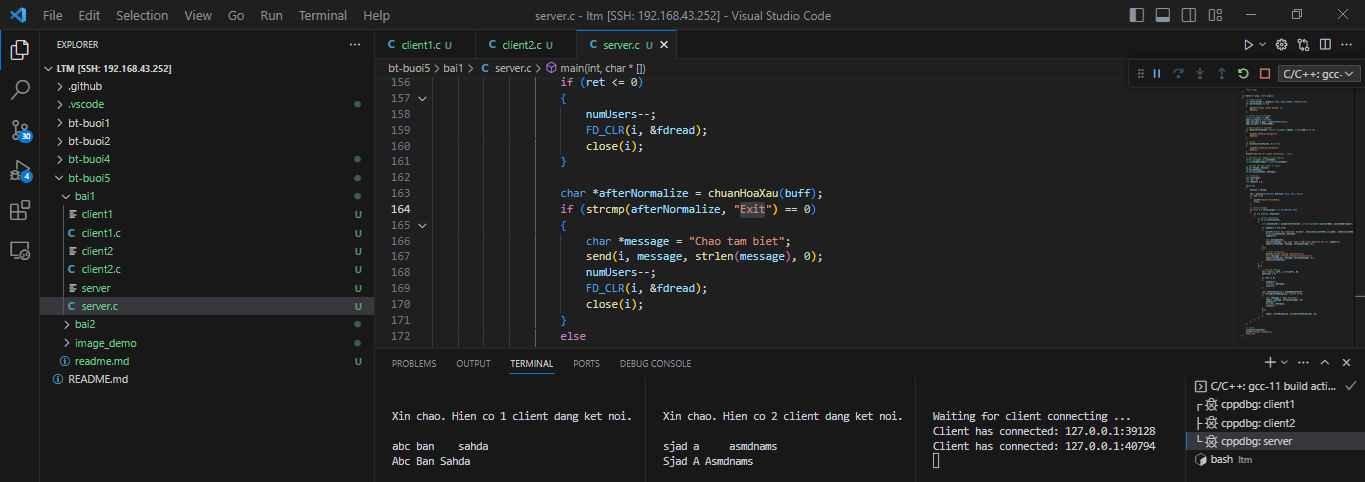 File Edit Selection View Go Run Terminal Help server.c - ltm [SSH: 192.168.43.252] - Visual Studio Code
EXPLORER
LTM [SSH: 192.168.43.252]
.github
.vscode
bt-buoi1
bt-buoi2
bt-buoi4
bt-buoi5
bai1
client1 U
client1.c U
client2 U
client2.c U
server U
server.c U
bai2
image_demo
readme.md U
README.md
30
4
client1.c U client2.c U server.c U
bt-buoi5 > bai1 > server.c > main(int, char * [])
C/C++: gcc-
156 if (ret <= 0)
157 {
158 numUsers--;
159 FD_CLR(i, &fdread);
160 close(i);
161 }
162
163 char *afterNormalize = chuanHoaXau(buff);
164 if (strcmp(afterNormalize, "Exit") == 0)
165 {
166 char *message = "Chao tam biet";
167 send(i, message, strlen(message), 0);
168 numUsers--;
169 FD_CLR(i, &fdread);
170 close(i);
171 }
172 else
PROBLEMS OUTPUT TERMINAL PORTS DEBUG CONSOLE
Xin chao. Hien co 1 client dang ket noi.
abc ban    sahda
Abc Ban Sahda
Xin chao. Hien co 2 client dang ket noi.
sjad a     asmdnams
Sjad A Asmdnams
Waiting for client connecting ...
Client has connected: 127.0.0.1:39128
Client has connected: 127.0.0.1:40794
C/C++: gcc-11 build acti...
cppdbg: client1
cppdbg: client2
cppdbg: server
bash ltm